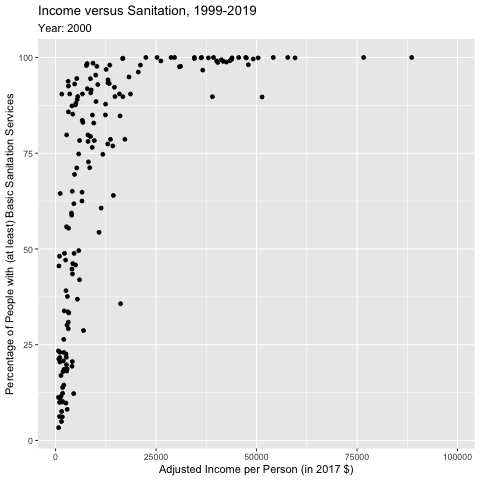 Income versus Sanitation, 1999-2019
Year: 2000
Percentage of People with (at least) Basic Sanitation Services
100
75
50
25
0
0 25000 50000 75000 100000
Adjusted Income per Person (in 2017 $)